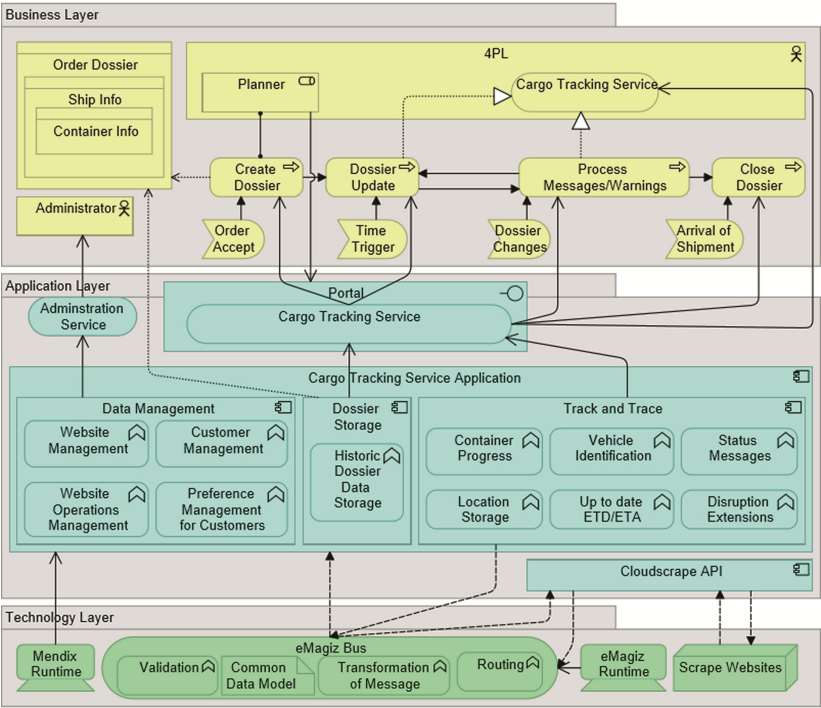 Business Layer
Order Dossier
Ship Info
Container Info
4PL
Planner
Cargo Tracking Service
Create
Dossier
Dossier
Update
Process
Messages/Warnings
Close
Dossier
Administrator
Order
Accept
Time
Trigger
Dossier
Changes
Arrival of
Shipment
Application Layer
Adminstration
Service
Portal
Cargo Tracking Service
Cargo Tracking Service Application
Data Management
Website
Management
Customer
Management
Website
Operations
Management
Preference
Management
for Customers
Dossier
Storage
Historic
Dossier
Data
Storage
Track and Trace
Container
Progress
Vehicle
Identification
Status
Messages
Location
Storage
Up to date
ETD/ETA
Disruption
Extensions
Cloudscrape API
Technology Layer
Mendix
Runtime
eMagiz Bus
Validation
Common
Data Model
Transformation
of Message
Routing
eMagiz
Runtime
Scrape Websites